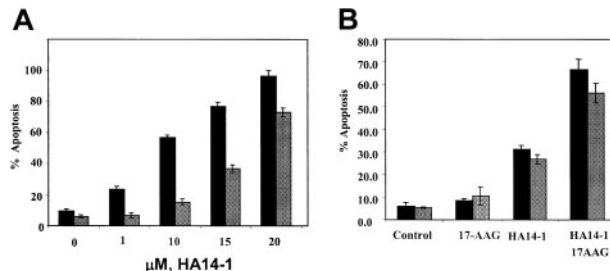 A
% Apoptosis
100
80
60
40
20
0
0 1 10 15 20
μM, HA14-1
B
% Apoptosis
80.0
70.0
60.0
50.0
40.0
30.0
20.0
10.0
0.0
Control 17-AAG HA14-1 HA14-1
17AAG